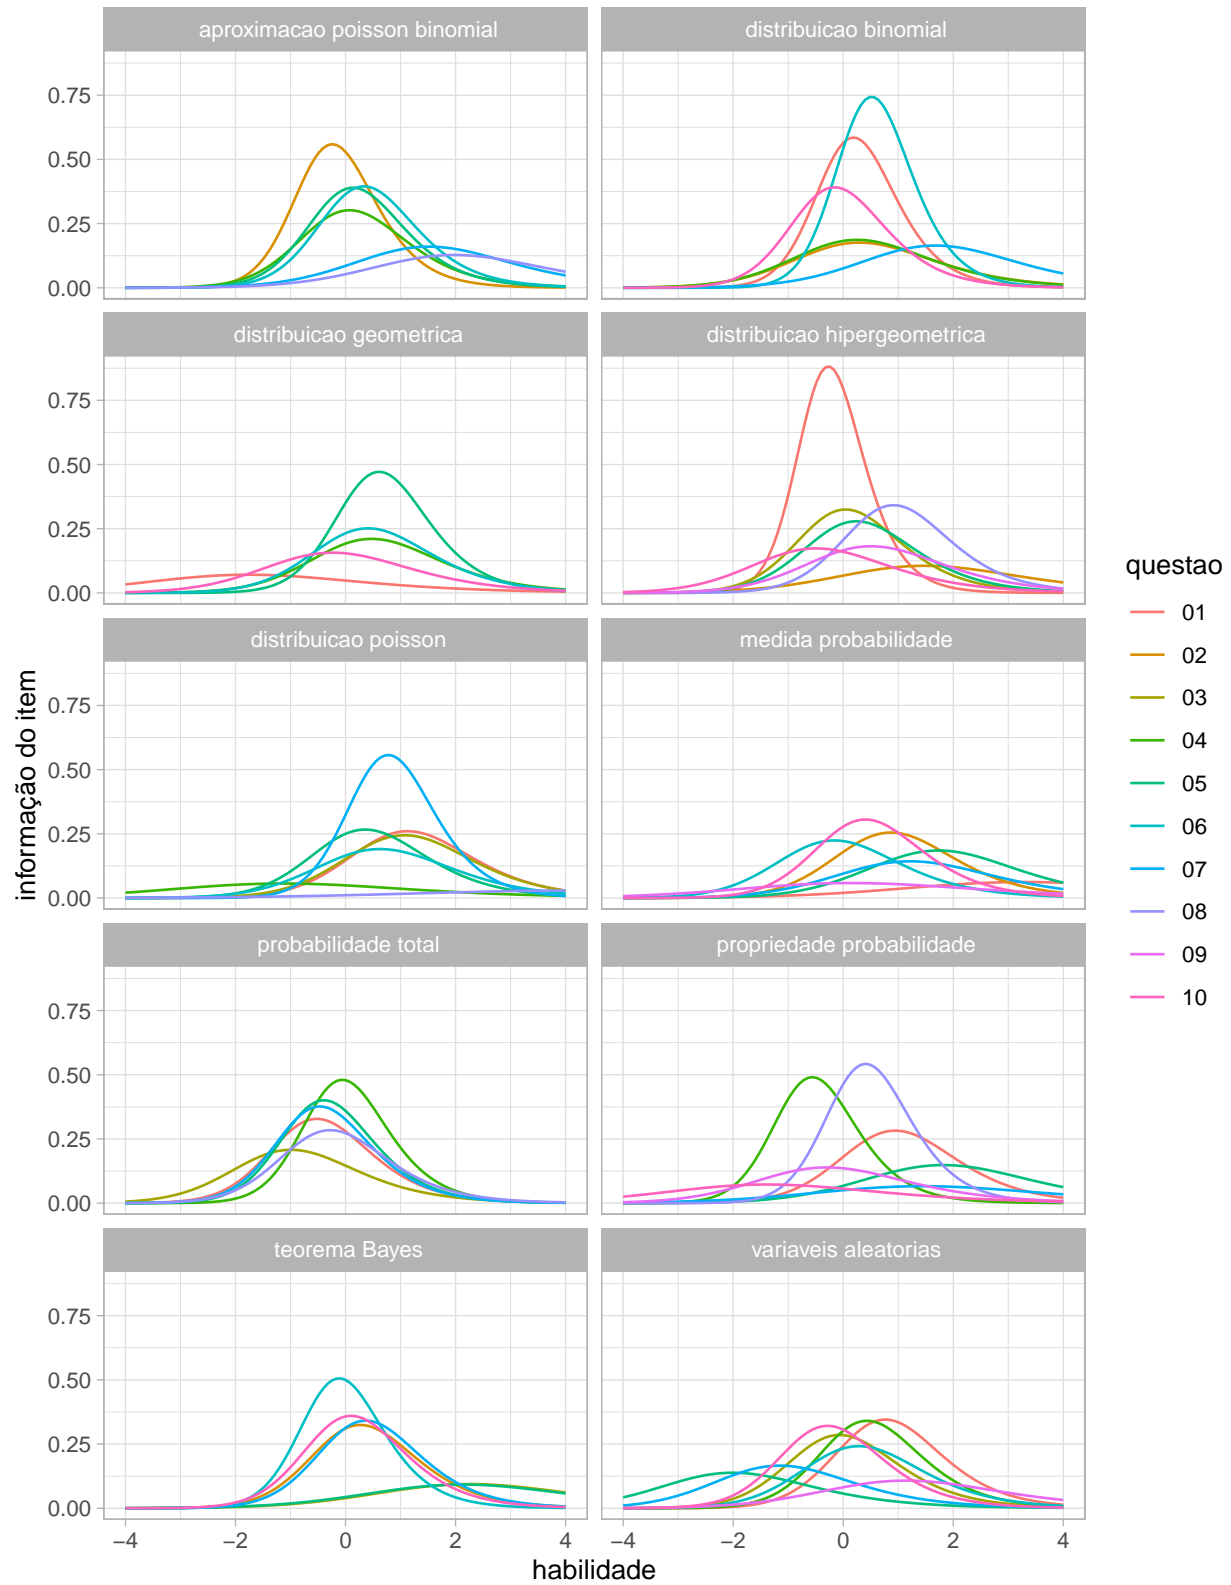 aproximacao poisson binomial
distribuicao binomial
0.75
0.50
0.25
0.00
distribuicao geometrica
distribuicao hipergeometrica
0.75
0.50
0.25
0.00
distribuicao poisson
medida probabilidade
0.75
0.50
0.25
0.00
probabilidade total
propriedade probabilidade
0.75
0.50
0.25
0.00
teorema Bayes
variaveis aleatorias
0.75
0.50
0.25
0.00
−4 −2 0 2 4
−4 −2 0 2 4
habilidade
informação do item
questao
01
02
03
04
05
06
07
08
09
10